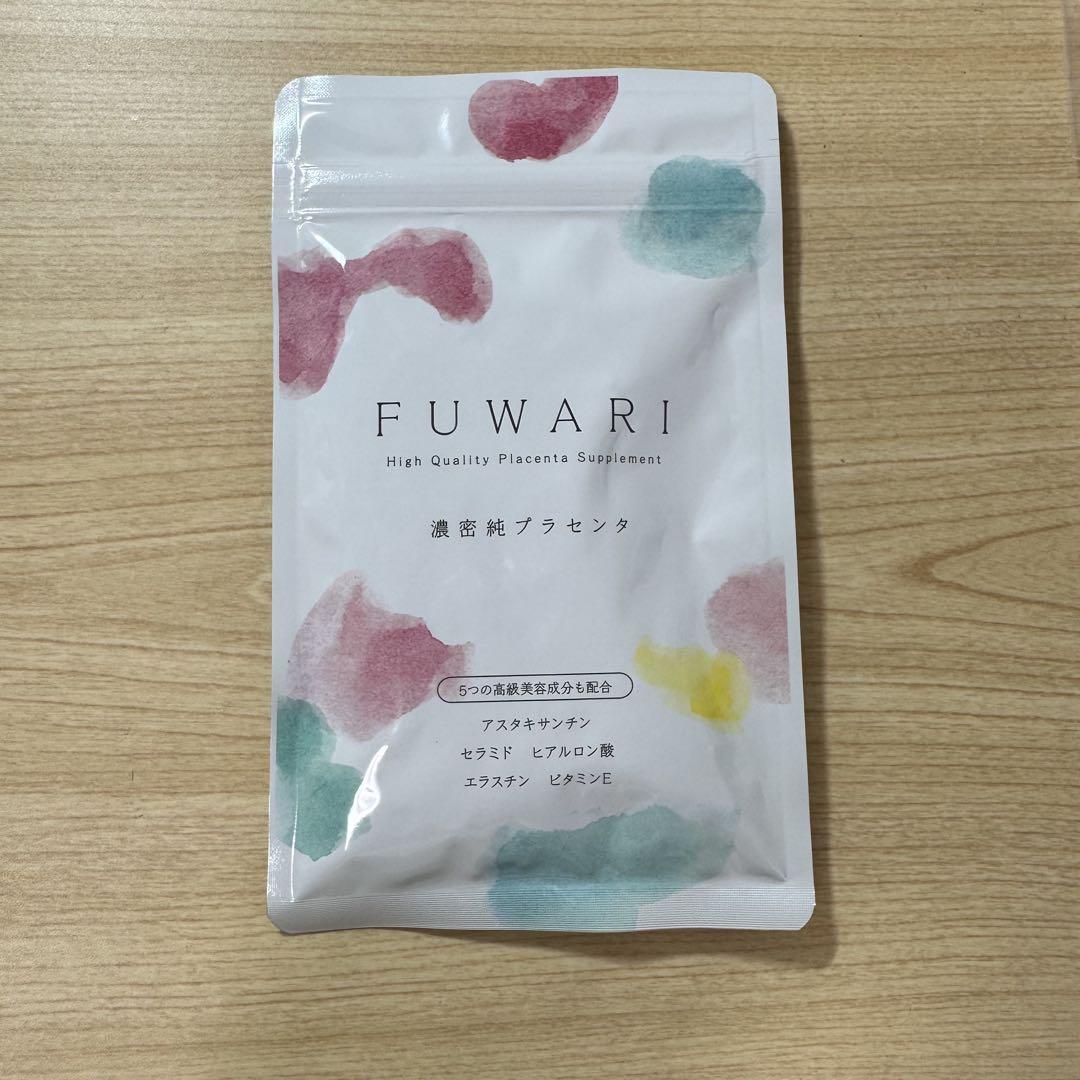 FUWARI
High Quality Placenta Supplement
濃密純プラセンタ
5つの高級美容成分も配合
アスタキサンチン
セラミド ヒアルロン酸
エラスチン ビタミンE